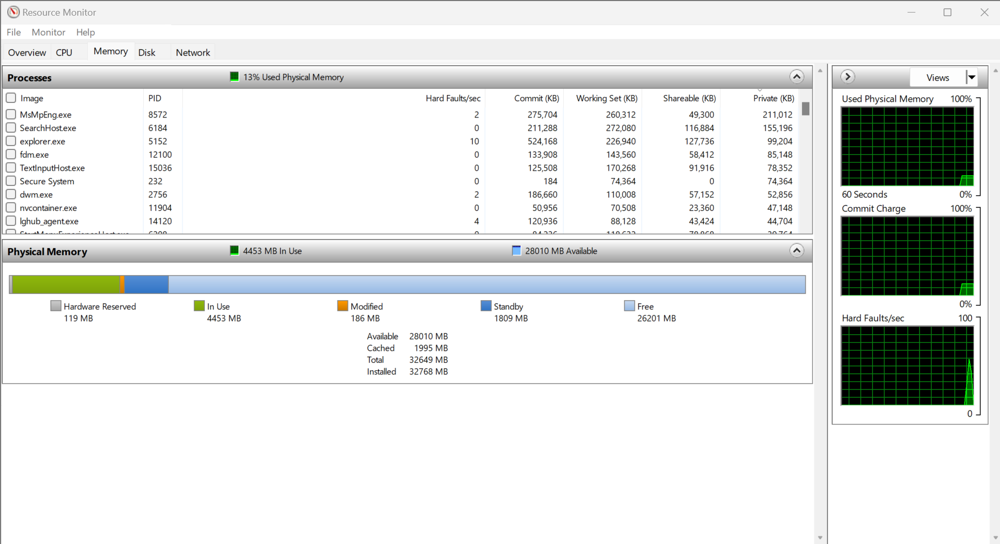 Resource Monitor
File Monitor Help
Overview CPU Memory Disk Network
Processes 13% Used Physical Memory
Image PID Hard Faults/sec Commit (KB) Working Set (KB) Shareable (KB) Private (KB)
MsMpEng.exe 8572 2 275,704 260,312 49,300 211,012
SearchHost.exe 6184 0 211,288 272,080 116,884 155,196
explorer.exe 5152 10 524,168 226,940 127,736 99,204
fdm.exe 12100 0 133,908 143,560 58,412 85,148
TextInputHost.exe 15036 0 125,508 170,268 91,916 78,352
Secure System 232 0 184 74,364 0 74,364
dwm.exe 2756 2 186,660 110,008 57,152 52,856
nvcontainer.exe 11904 0 50,956 70,508 23,360 47,148
lghub_agent.exe 14120 4 120,936 88,128 43,424 44,704
Physical Memory 4453 MB In Use 28010 MB Available
Hardware Reserved In Use Modified Standby Free
119 MB 4453 MB 186 MB 1809 MB 26201 MB
Available 28010 MB
Cached 1995 MB
Total 32649 MB
Installed 32768 MB
Views
Used Physical Memory 100%
60 Seconds 0%
Commit Charge 100%
0%
Hard Faults/sec 100
0